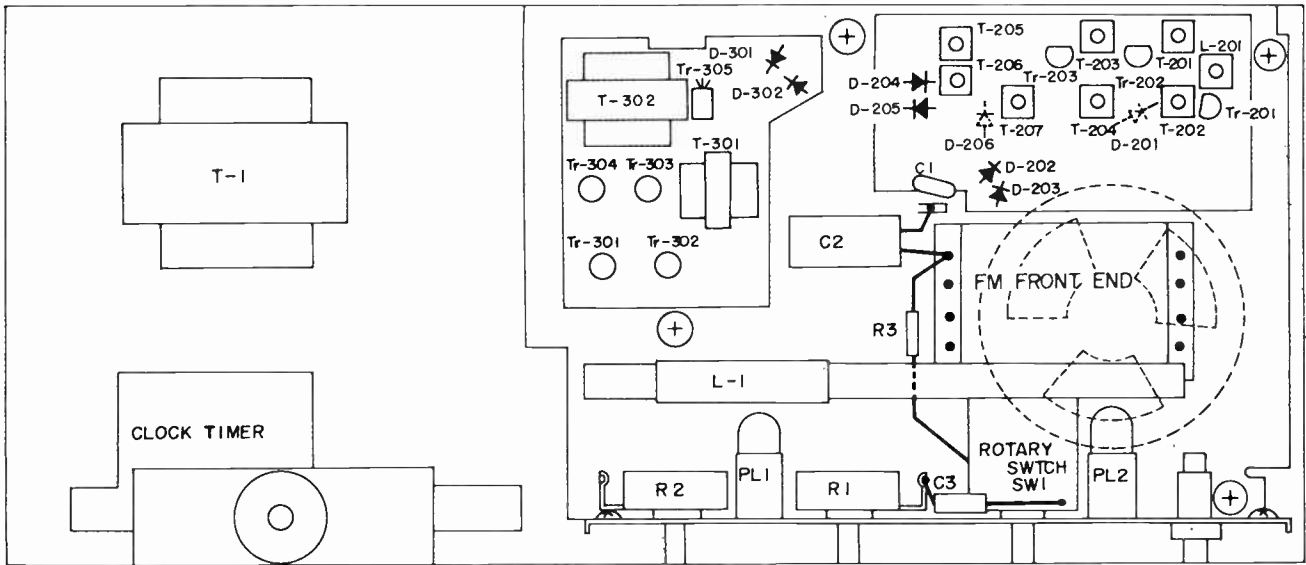 T-205
D-301
Tr-305
D-302
T-302
D-204
T-206
D-205
Tr-203
T-203
Tr-202
T-201
L-201
T-207
D-206
T-204
D-201
T-202
Tr-201
T-1
T-301
Tr-304
Tr-303
C1
D-202
D-203
Tr-301
Tr-302
C2
FM FRONT END
R3
L-1
CLOCK TIMER
PL1
ROTARY
SWTCH
SW1
PL2
R2
R1
C3